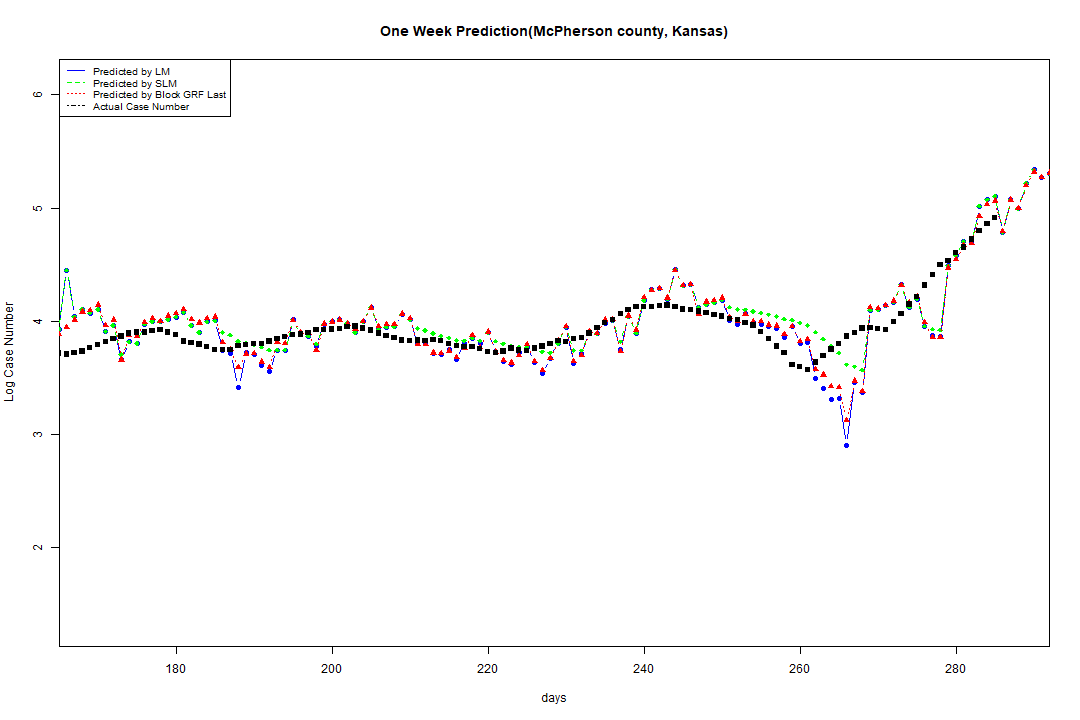 One Week Prediction(McPherson county, Kansas)
Predicted by LM
Predicted by SLM
Predicted by Block GRF Last
Actual Case Number
6
5
4
3
2
Log Case Number
180 200 220 240 260 280
days